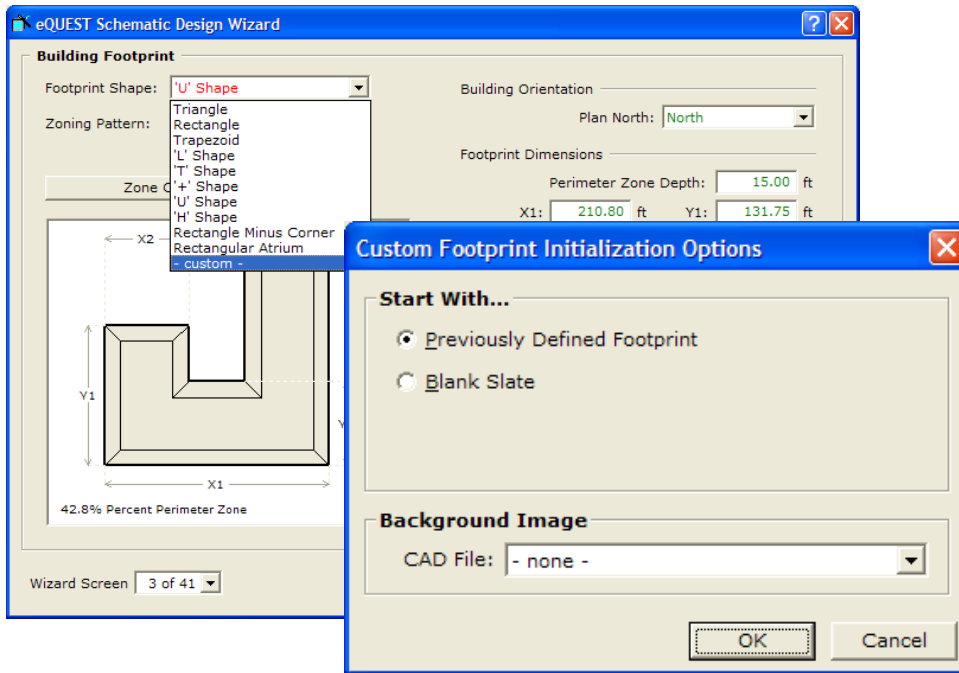 eQUEST Schematic Design Wizard
Building Footprint
Footprint Shape: 'U' Shape
Triangle
Rectangle
Trapezoid
'L' Shape
'T' Shape
'+' Shape
'U' Shape
'H' Shape
Rectangle Minus Corner
Rectangular Atrium
- custom -
Zoning Pattern:
Zone
X2
Y1
X1
42.8% Percent Perimeter Zone
Building Orientation
Plan North: North
Footprint Dimensions
Perimeter Zone Depth: 15.00 ft
X1: 210.80 ft Y1: 131.75 ft
Wizard Screen 3 of 41
Custom Footprint Initialization Options
Start With...
Previously Defined Footprint
Blank Slate
Background Image
CAD File: - none -
OK Cancel